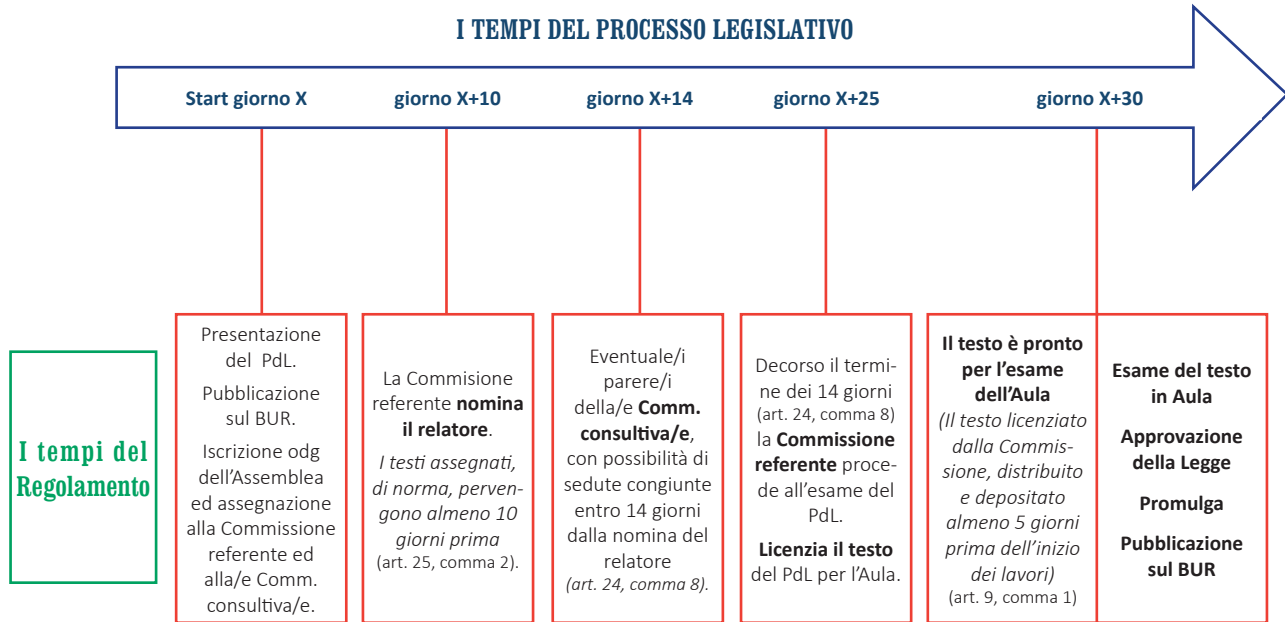 I TEMPI DEL PROCESSO LEGISLATIVO
Start giorno X
giorno X+10
giorno X+14
giorno X+25
giorno X+30
I tempi del
Regolamento
Presentazione
del PdL.
Pubblicazione
sul BUR.
Iscrizione odg
dell’Assemblea
ed assegnazione
alla Commissione
referente ed
alla/e Comm.
consultiva/e.
La Commisione
referente nomina
il relatore.
I testi assegnati,
di norma, perven-
gono almeno 10
giorni prima
(art. 25, comma 2).
Eventuale/i
parere/i
della/e Comm.
consultiva/e,
con possibilità di
sedute congiunte
entro 14 giorni
dalla nomina del
relatore
(art. 24, comma 8).
Decorso il termi-
ne dei 14 giorni
(art. 24, comma 8)
la Commissione
referente proce-
de all’esame del
PdL.
Licenzia il testo
del PdL per l’Aula.
Il testo è pronto
per l’esame
dell’Aula
(Il testo licenziato
dalla Commis-
sione, distribuito
e depositato
almeno 5 giorni
prima dell’inizio
dei lavori)
(art. 9, comma 1)
Esame del testo
in Aula
Approvazione
della Legge
Promulga
Pubblicazione
sul BUR